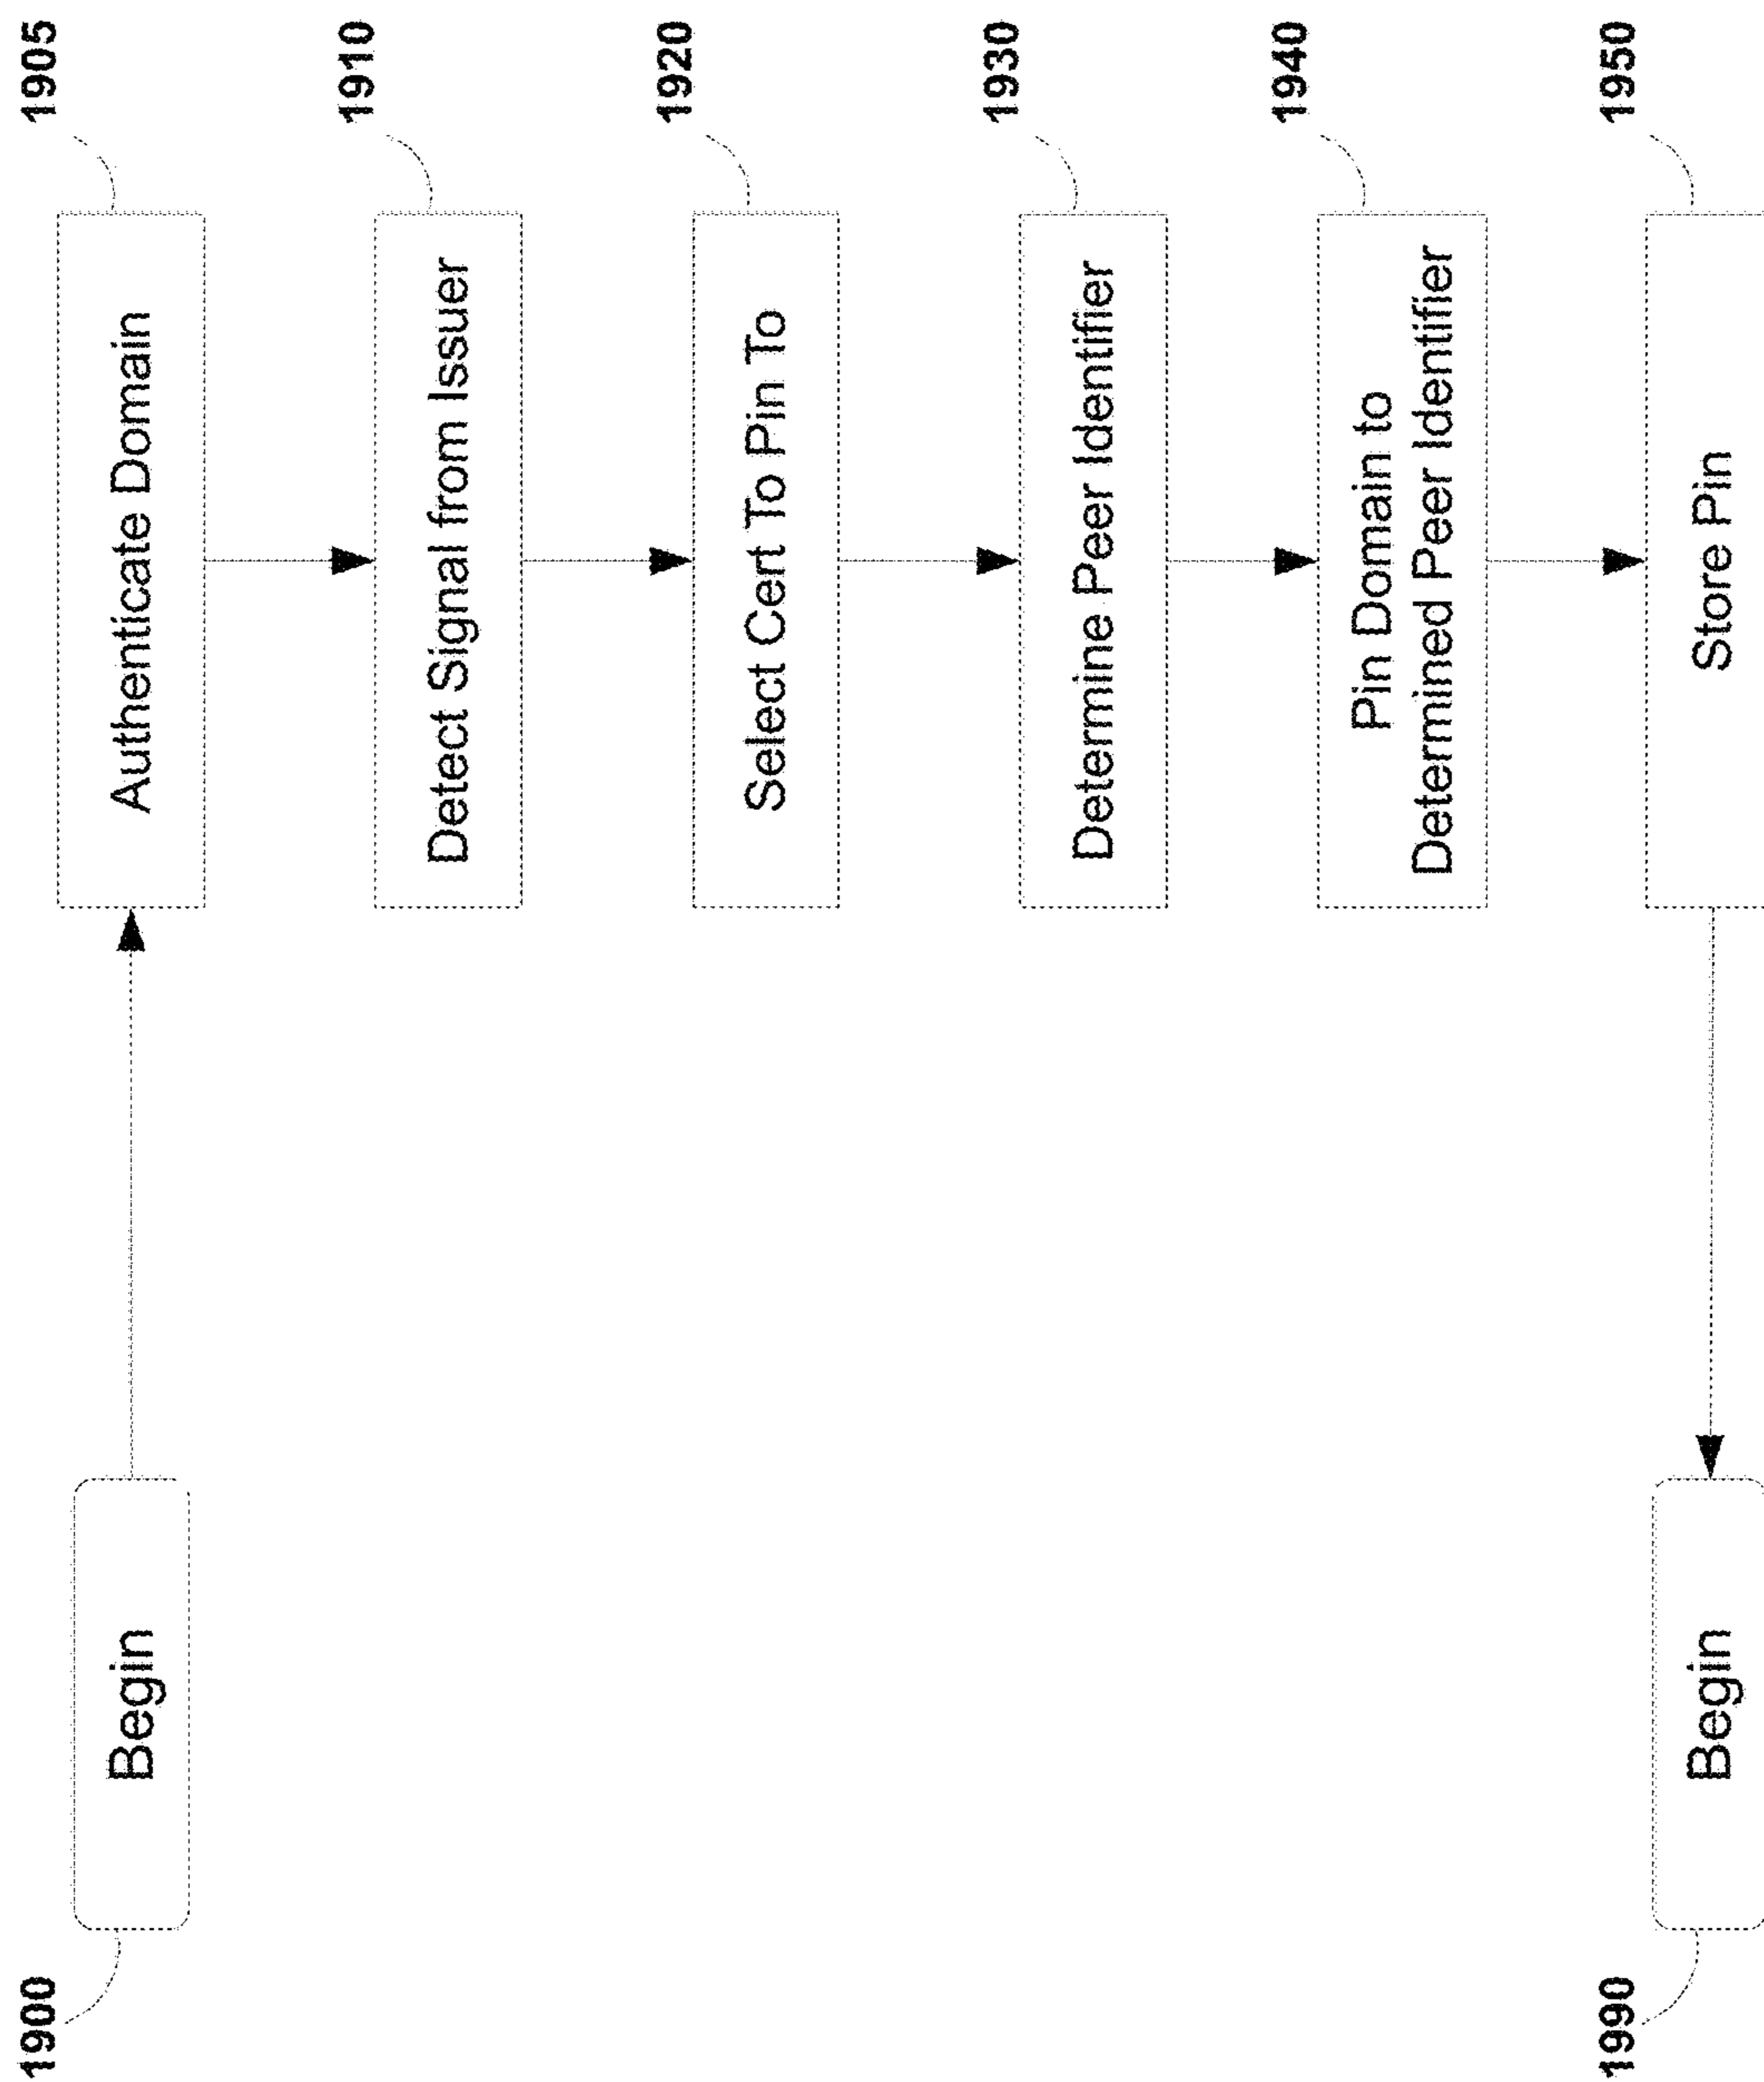 1900
Begin
Authenticate Domain
1905
Detect Signal from Issuer
1910
Select Cert To Pin To
1920
Determine Peer Identifier
1930
Pin Domain to
Determined Peer Identifier
1940
Store Pin
1950
1990
Begin